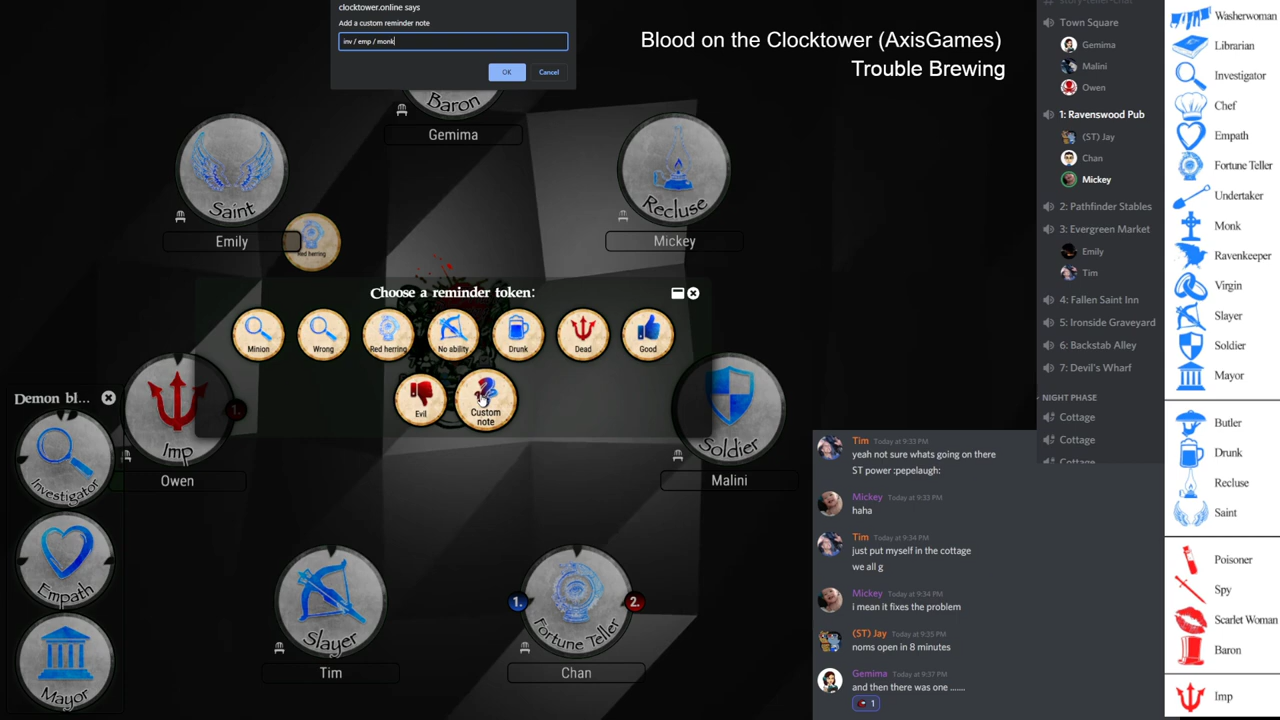 clocktower.online says
Add a custom reminder note
inv / emp / monk
OK
Cancel
Blood on the Clocktower (AxisGames)
Trouble Brewing
Baron
Gemima
Saint
Emily
Red herring
Recluse
Mickey
Choose a reminder token:
Minion
Wrong
Red herring
No ability
Drunk
Dead
Good
Evil
Custom
note
Demon bl...
Investigator
Empath
Mayor
Imp
1.
Owen
Soldier
Malini
Slayer
Tim
1.
Fortune Teller
2.
Chan
Town Square
Gemima
Malini
Owen
1: Ravenswood Pub
(ST) Jay
Chan
Mickey
2: Pathfinder Stables
3: Evergreen Market
Emily
Tim
4: Fallen Saint Inn
5: Ironside Graveyard
6: Backstab Alley
7: Devil's Wharf
NIGHT PHASE
Cottage
Cottage
Cottage
Tim Today at 9:33 PM
yeah not sure whats going on there
ST power :pepelaugh:
Mickey Today at 9:33 PM
haha
Tim Today at 9:34 PM
just put myself in the cottage
we all g
Mickey Today at 9:34 PM
i mean it fixes the problem
(ST) Jay Today at 9:35 PM
noms open in 8 minutes
Gemima Today at 9:37 PM
and then there was one .......
1
Washerwoman
Librarian
Investigator
Chef
Empath
Fortune Teller
Undertaker
Monk
Ravenkeeper
Virgin
Slayer
Soldier
Mayor
Butler
Drunk
Recluse
Saint
Poisoner
Spy
Scarlet Woman
Baron
Imp